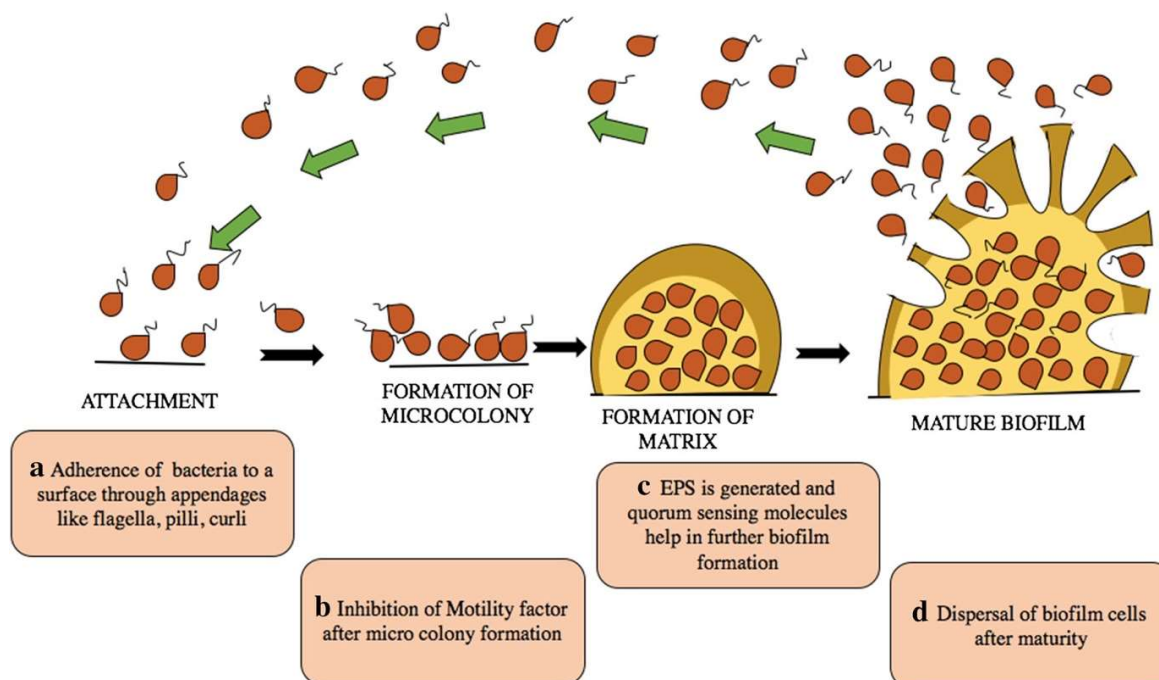 ATTACHMENT
FORMATION OF
MICROCOLONY
FORMATION OF
MATRIX
MATURE BIOFILM
a Adherence of bacteria to a
surface through appendages
like flagella, pilli, curli
b Inhibition of Motility factor
after micro colony formation
c EPS is generated and
quorum sensing molecules
help in further biofilm
formation
d Dispersal of biofilm cells
after maturity